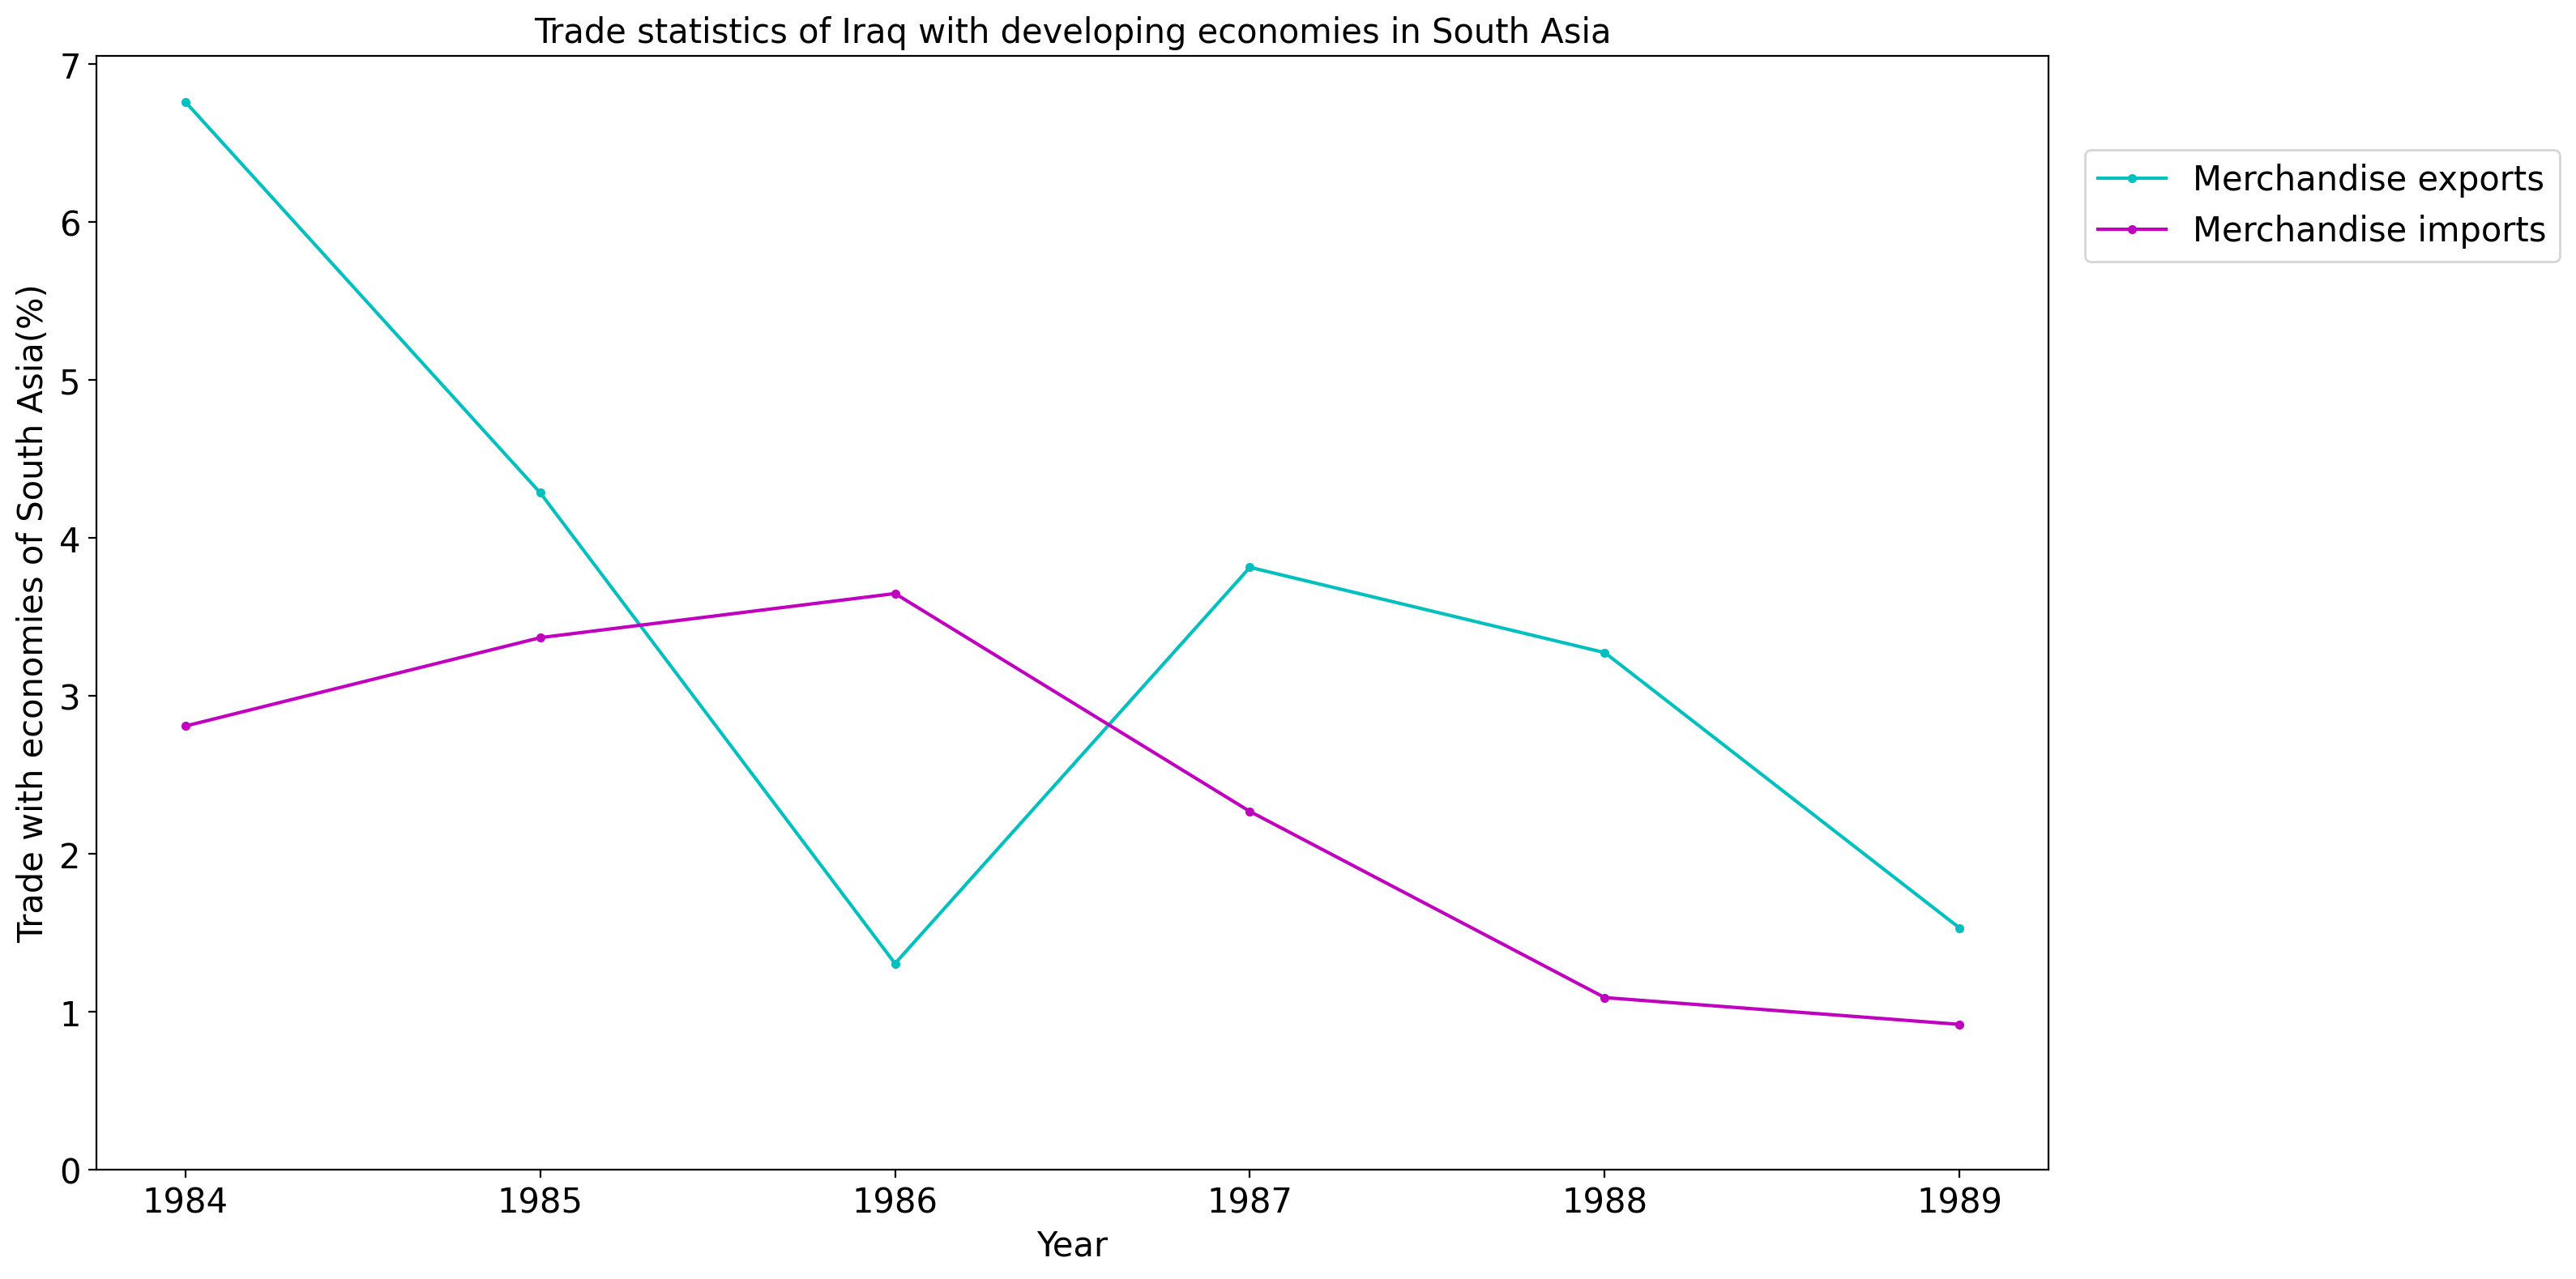 Trade statistics of Iraq with developing economies in South Asia
Trade with economies of South Asia(%)
7
6
5
4
3
2
1
0
1984 1985 1986 1987 1988 1989
Year
Merchandise exports
Merchandise imports